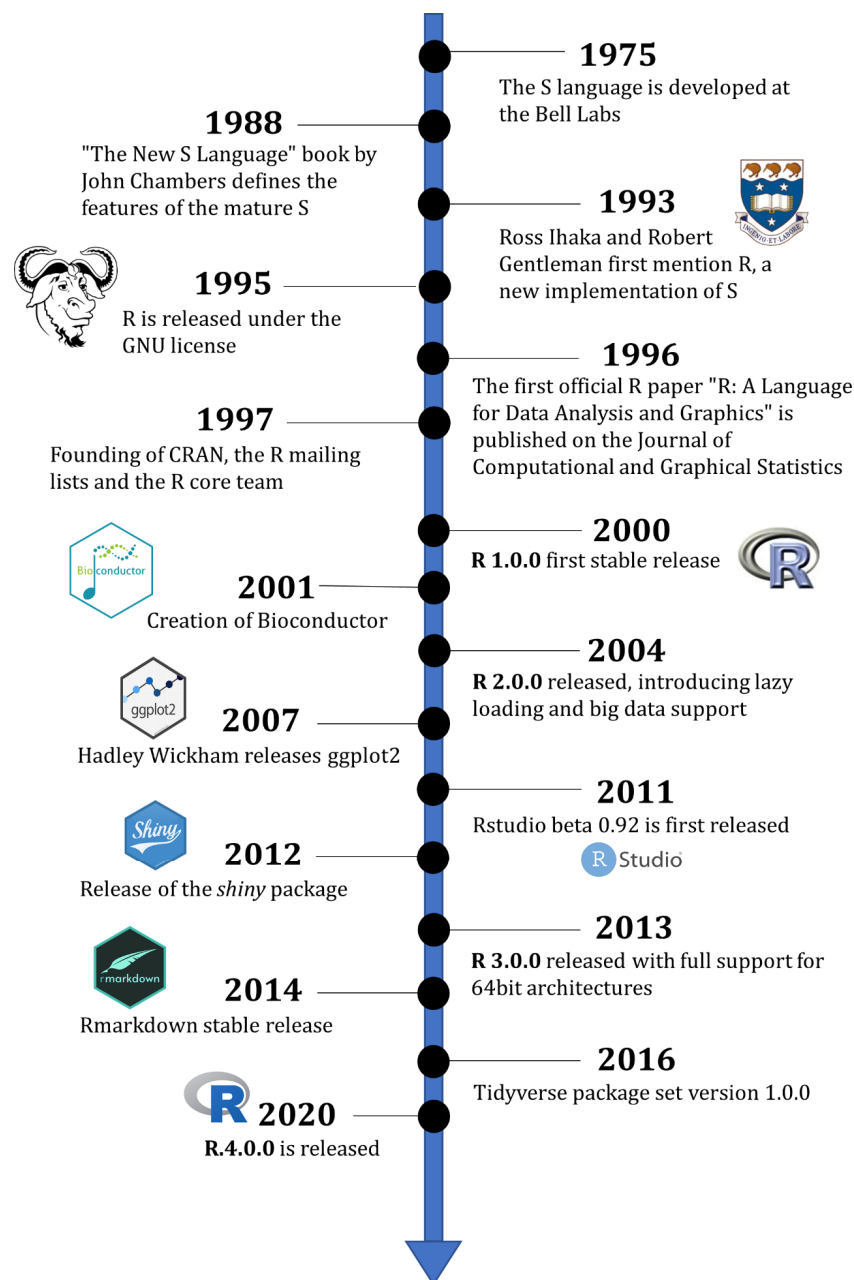 1975
The S language is developed at
the Bell Labs
1988
"The New S Language" book by
John Chambers defines the
features of the mature S
1993
INGENIO·ET·LABORE
Ross Ihaka and Robert
Gentleman first mention R, a
new implementation of S
1995
R is released under the
GNU license
1996
The first official R paper "R: A Language
for Data Analysis and Graphics" is
published on the Journal of
Computational and Graphical Statistics
1997
Founding of CRAN, the R mailing
lists and the R core team
2000
R 1.0.0 first stable release
R
Bioconductor
2001
Creation of Bioconductor
2004
R 2.0.0 released, introducing lazy
loading and big data support
ggplot2
2007
Hadley Wickham releases ggplot2
2011
Rstudio beta 0.92 is first released
R Studio
Shiny
2012
Release of the shiny package
2013
R 3.0.0 released with full support for
64bit architectures
rmarkdown
2014
Rmarkdown stable release
2016
Tidyverse package set version 1.0.0
R
2020
R.4.0.0 is released